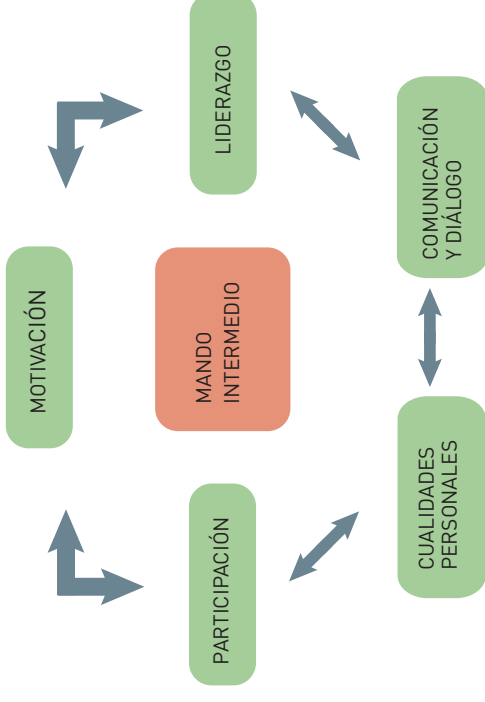 MOTIVACIÓN
LIDERAZGO
MANDO
INTERMEDIO
PARTICIPACIÓN
COMUNICACIÓN
Y DIÁLOGO
CUALIDADES
PERSONALES